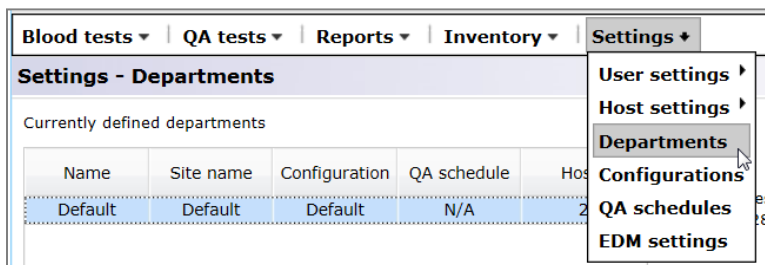 Blood tests QA tests Reports Inventory Settings
Settings - Departments
User settings
Host settings
Departments
Configurations
QA schedules
EDM settings
Currently defined departments
Name Site name Configuration QA schedule
Default Default Default N/A 2